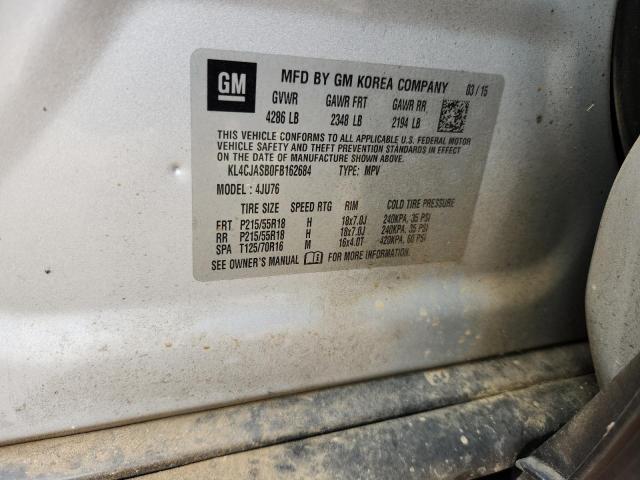 GM MFD BY GM KOREA COMPANY 03/15
GVWR GAWR FRT GAWR RR
4286 LB 2348 LB 2194 LB
THIS VEHICLE CONFORMS TO ALL APPLICABLE U.S. FEDERAL MOTOR
VEHICLE SAFETY AND THEFT PREVENTION STANDARDS IN EFFECT ON
THE DATE OF MANUFACTURE SHOWN ABOVE.
KL4CJASB0FB162684 TYPE: MPV
MODEL: 4JU76
TIRE SIZE SPEED RTG RIM COLD TIRE PRESSURE
FRT P215/55R18 H 18x7.0J 240KPA, 35 PSI
RR P215/55R18 H 18x7.0J 240KPA, 35 PSI
SPA T125/70R16 M 16x4.0T 420KPA, 60 PSI
SEE OWNER'S MANUAL FOR MORE INFORMATION